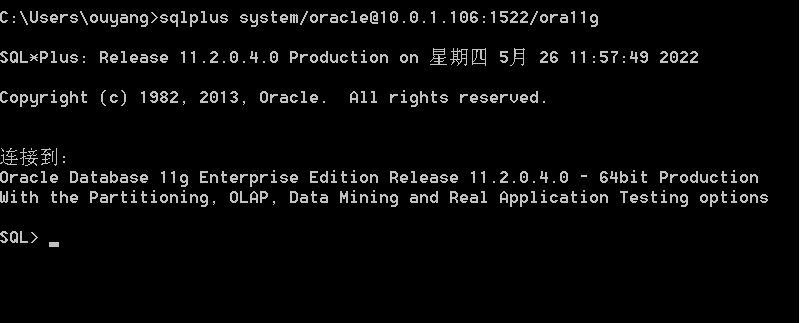 C:\Users\ouyang>sqlplus system/oracle@10.0.1.106:1522/ora11g
SQL*Plus: Release 11.2.0.4.0 Production on 星期四 5月 26 11:57:49 2022
Copyright (c) 1982, 2013, Oracle.  All rights reserved.
连接到:
Oracle Database 11g Enterprise Edition Release 11.2.0.4.0 - 64bit Production
With the Partitioning, OLAP, Data Mining and Real Application Testing options
SQL> _